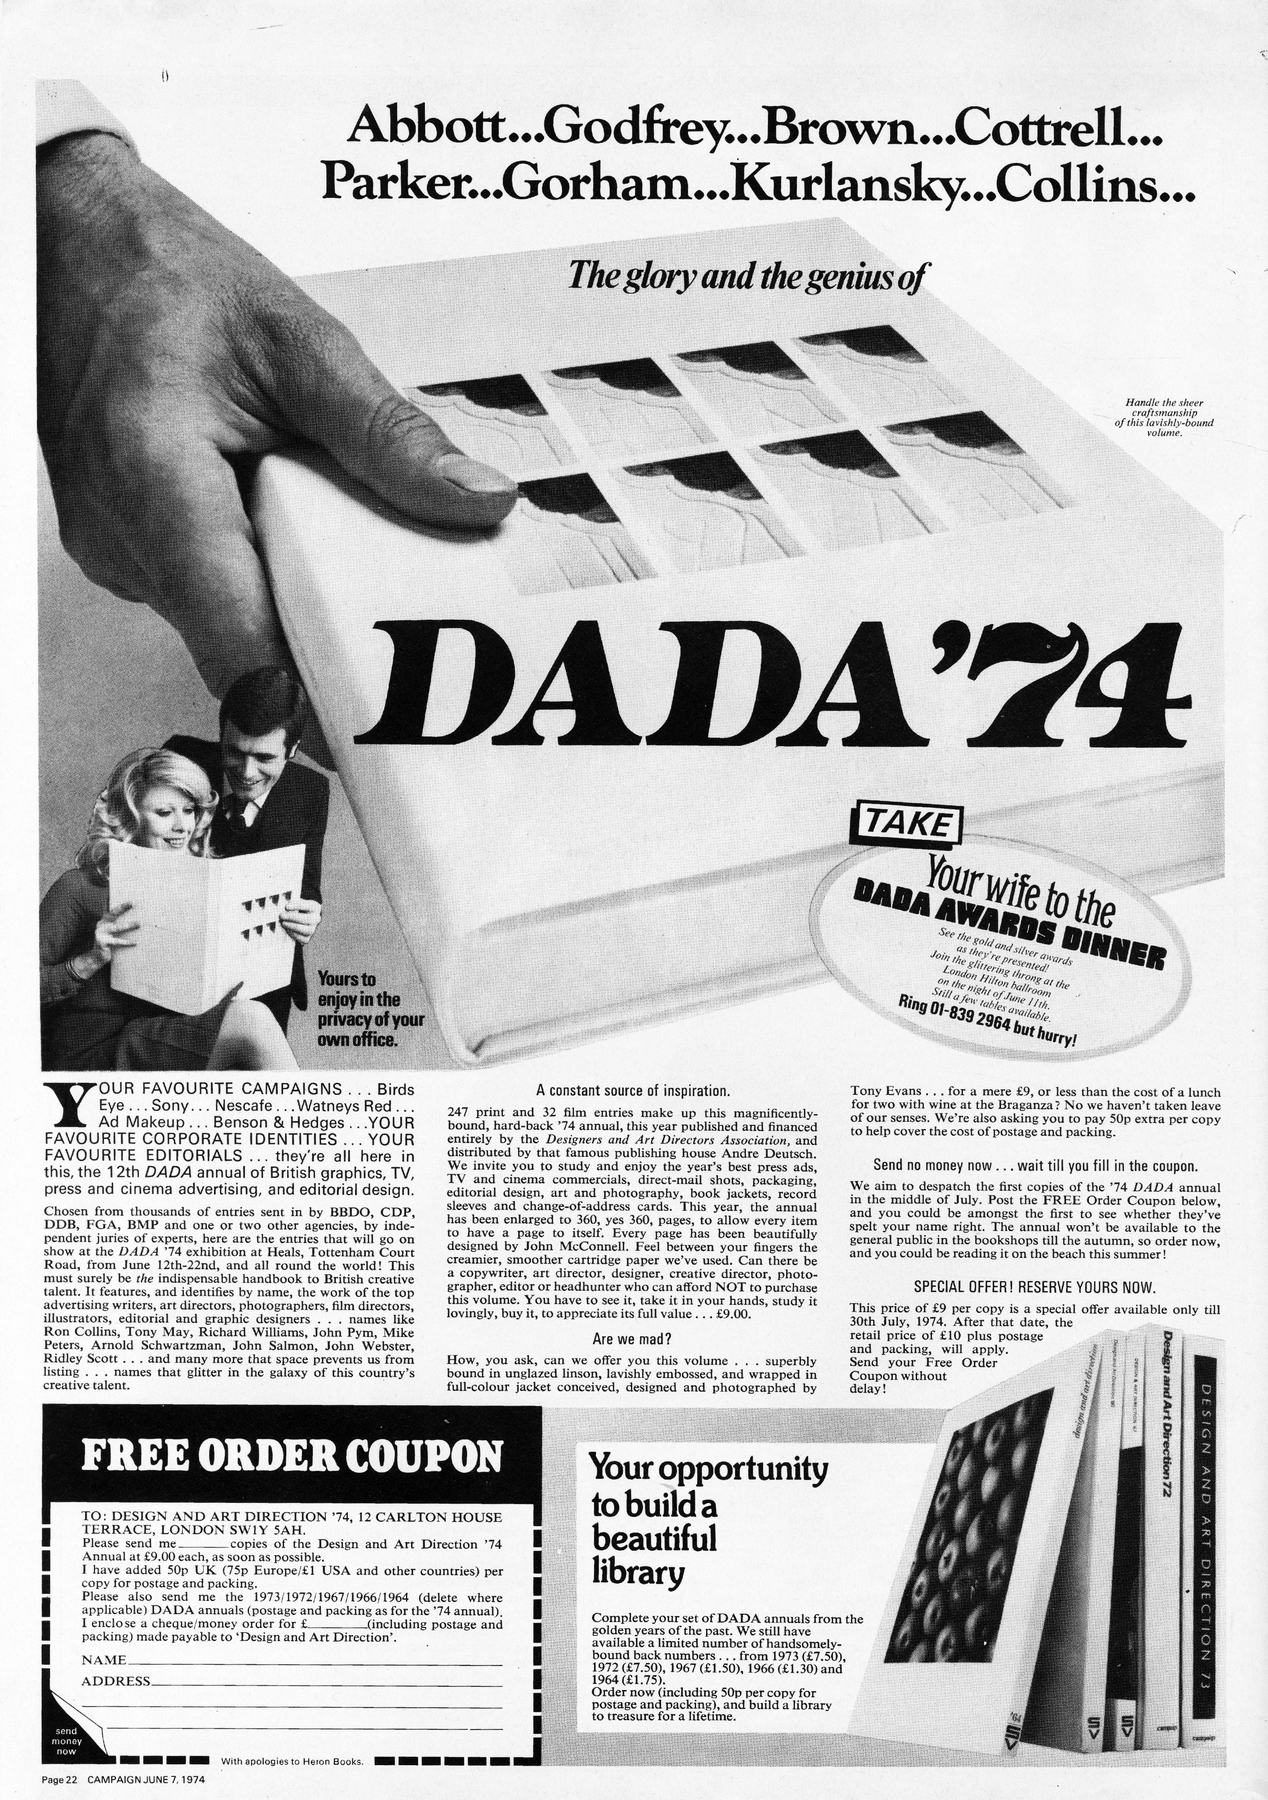 Abbott...Godfrey...Brown...Cottrell...
Parker...Gorham...Kurlansky...Collins...
The glory and the genius of
Handle the sheer
craftsmanship
of this lavishly-bound
volume.
DADA '74
TAKE
Your wife to the
DADA AWARDS DINNER
See the gold and silver awards
as they're presented!
Join the glittering throng at the
London Hilton ballroom
on the night of June 11th.
Still a few tables available.
Ring 01-839 2964 but hurry!
Yours to
enjoy in the
privacy of your
own office.
YOUR FAVOURITE CAMPAIGNS . . . Birds
Eye . . . Sony . . . Nescafe . . . Watneys Red . . .
Ad Makeup . . . Benson & Hedges . . . YOUR
FAVOURITE CORPORATE IDENTITIES . . . YOUR
FAVOURITE EDITORIALS . . . they're all here in
this, the 12th DADA annual of British graphics, TV,
press and cinema advertising, and editorial design.
Chosen from thousands of entries sent in by BBDO, CDP,
DDB, FGA, BMP and one or two other agencies, by inde-
pendent juries of experts, here are the entries that will go on
show at the DADA '74 exhibition at Heals, Tottenham Court
Road, from June 12th-22nd, and all round the world! This
must surely be the indispensable handbook to British creative
talent. It features, and identifies by name, the work of the top
advertising writers, art directors, photographers, film directors,
illustrators, editorial and graphic designers . . . names like
Ron Collins, Tony May, Richard Williams, John Pym, Mike
Peters, Arnold Schwartzman, John Salmon, John Webster,
Ridley Scott . . . and many more that space prevents us from
listing . . . names that glitter in the galaxy of this country's
creative talent.
A constant source of inspiration.
247 print and 32 film entries make up this magnificently-
bound, hard-back '74 annual, this year published and financed
entirely by the Designers and Art Directors Association, and
distributed by that famous publishing house Andre Deutsch.
We invite you to study and enjoy the year's best press ads,
TV and cinema commercials, direct-mail shots, packaging,
editorial design, art and photography, book jackets, record
sleeves and change-of-address cards. This year, the annual
has been enlarged to 360, yes 360, pages, to allow every item
to have a page to itself. Every page has been beautifully
designed by John McConnell. Feel between your fingers the
creamier, smoother cartridge paper we've used. Can there be
a copywriter, art director, designer, creative director, photo-
grapher, editor or headhunter who can afford NOT to purchase
this volume. You have to see it, take it in your hands, study it
lovingly, buy it, to appreciate its full value . . . £9.00.
Are we mad?
How, you ask, can we offer you this volume . . . superbly
bound in unglazed linson, lavishly embossed, and wrapped in
full-colour jacket conceived, designed and photographed by
Tony Evans . . . for a mere £9, or less than the cost of a lunch
for two with wine at the Braganza? No we haven't taken leave
of our senses. We're also asking you to pay 50p extra per copy
to help cover the cost of postage and packing.
Send no money now . . . wait till you fill in the coupon.
We aim to despatch the first copies of the '74 DADA annual
in the middle of July. Post the FREE Order Coupon below,
and you could be amongst the first to see whether they've
spelt your name right. The annual won't be available to the
general public in the bookshops till the autumn, so order now,
and you could be reading it on the beach this summer!
SPECIAL OFFER! RESERVE YOURS NOW.
This price of £9 per copy is a special offer available only till
30th July, 1974. After that date, the
retail price of £10 plus postage
and packing, will apply.
Send your Free Order
Coupon without
delay!
FREE ORDER COUPON
TO: DESIGN AND ART DIRECTION '74, 12 CARLTON HOUSE
TERRACE, LONDON SW1Y 5AH.
Please send me ______ copies of the Design and Art Direction '74
Annual at £9.00 each, as soon as possible.
I have added 50p UK (75p Europe/£1 USA and other countries) per
copy for postage and packing.
Please also send me the 1973/1972/1967/1966/1964 (delete where
applicable) DADA annuals (postage and packing as for the '74 annual).
I enclose a cheque/money order for £______ (including postage and
packing) made payable to 'Design and Art Direction'.
NAME
ADDRESS
send
money
now
With apologies to Heron Books.
Your opportunity
to build a
beautiful
library
Complete your set of DADA annuals from the
golden years of the past. We still have
available a limited number of handsomely-
bound back numbers . . . from 1973 (£7.50),
1972 (£7.50), 1967 (£1.50), 1966 (£1.30) and
1964 (£1.75).
Order now (including 50p per copy for
postage and packing), and build a library
to treasure for a lifetime.
design and art direction
'64
Design and Art Direction 72
campaign
DESIGN AND ART DIRECTION 73
campaign
Page 22 CAMPAIGN JUNE 7, 1974